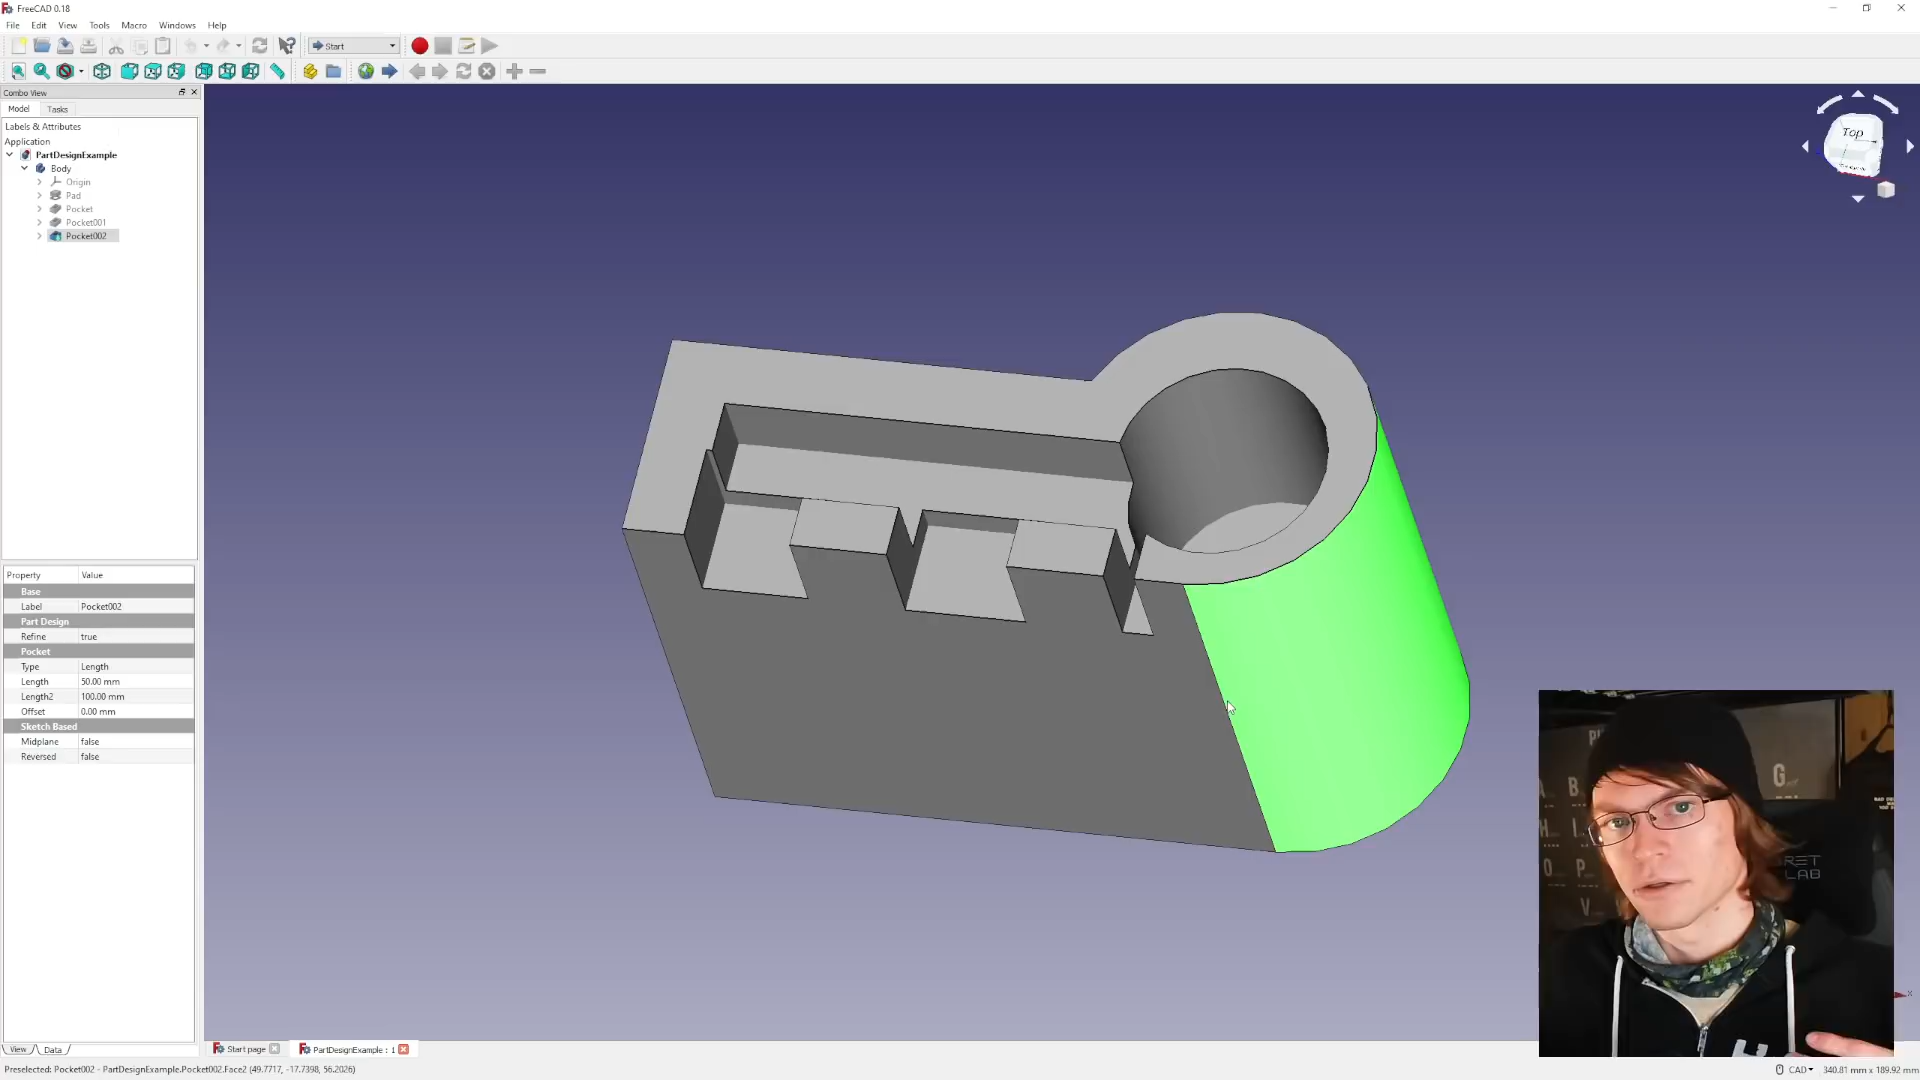 FreeCAD 0.18
File Edit View Tools Macro Windows Help
Start
Combo View
Model Tasks
Labels & Attributes
Application
PartDesignExample
Body
Origin
Pad
Pocket
Pocket001
Pocket002
Property Value
Base
Label Pocket002
Part Design
Refine true
Pocket
Type Length
Length 50.00 mm
Length2 100.00 mm
Offset 0.00 mm
Sketch Based
Midplane false
Reversed false
View Data
Top
G
B
H
O P
V
RET
LAB
X
Start page
PartDesignExample : 1
Preselected: Pocket002 - PartDesignExample.Pocket002.Face2 (49.7717, -17.7398, 56.2026)
CAD 340.81 mm x 189.92 mm